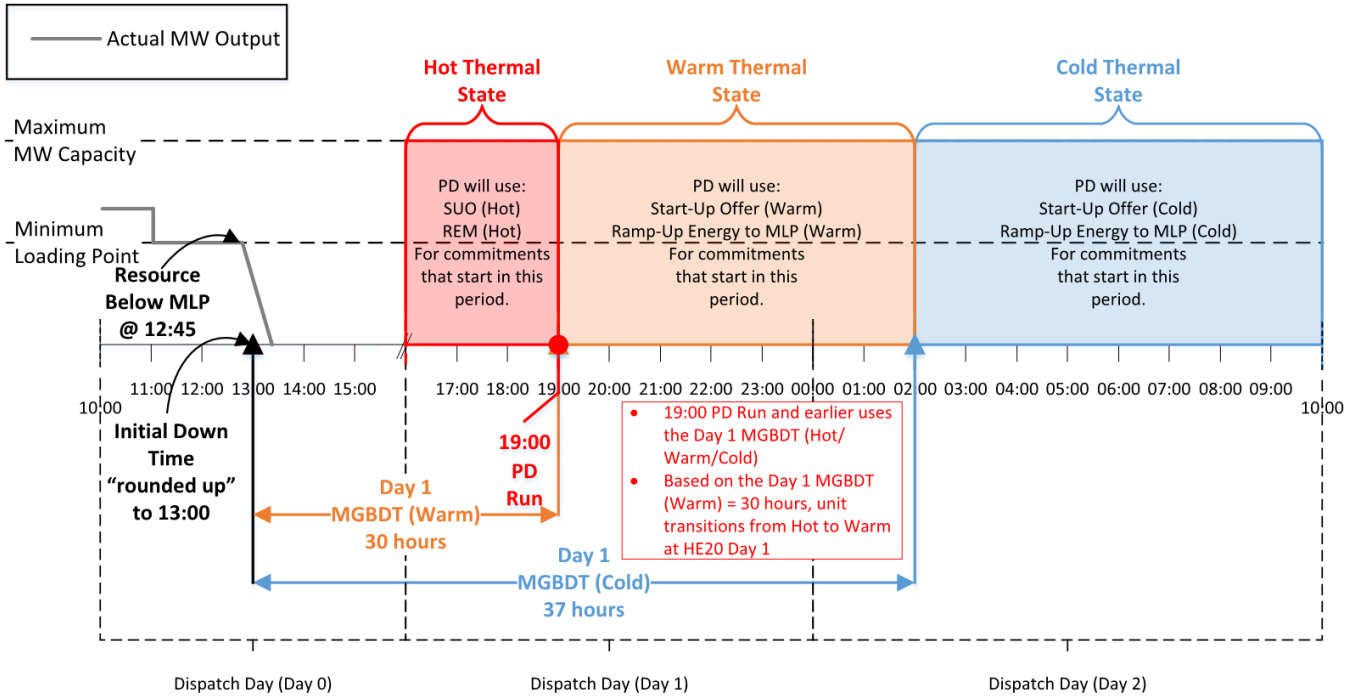 Actual MW Output
Hot Thermal
State
Warm Thermal
State
Cold Thermal
State
Maximum
MW Capacity
PD will use:
SUO (Hot)
REM (Hot)
For commitments
that start in this
period.
PD will use:
Start-Up Offer (Warm)
Ramp-Up Energy to MLP (Warm)
For commitments
that start in this
period.
PD will use:
Start-Up Offer (Cold)
Ramp-Up Energy to MLP (Cold)
For commitments
that start in this
period.
Minimum
Loading Point
Resource
Below MLP
@ 12:45
10:00
11:00
12:00
13:00
14:00
15:00
17:00
18:00
19:00
20:00
21:00
22:00
23:00
00:00
01:00
02:00
03:00
04:00
05:00
06:00
07:00
08:00
09:00
10:00
Initial Down
Time
“rounded up”
to 13:00
19:00
PD
Run
• 19:00 PD Run and earlier uses
the Day 1 MGBDT (Hot/
Warm/Cold)
• Based on the Day 1 MGBDT
(Warm) = 30 hours, unit
transitions from Hot to Warm
at HE20 Day 1
Day 1
MGBDT (Warm)
30 hours
Day 1
MGBDT (Cold)
37 hours
Dispatch Day (Day 0)
Dispatch Day (Day 1)
Dispatch Day (Day 2)